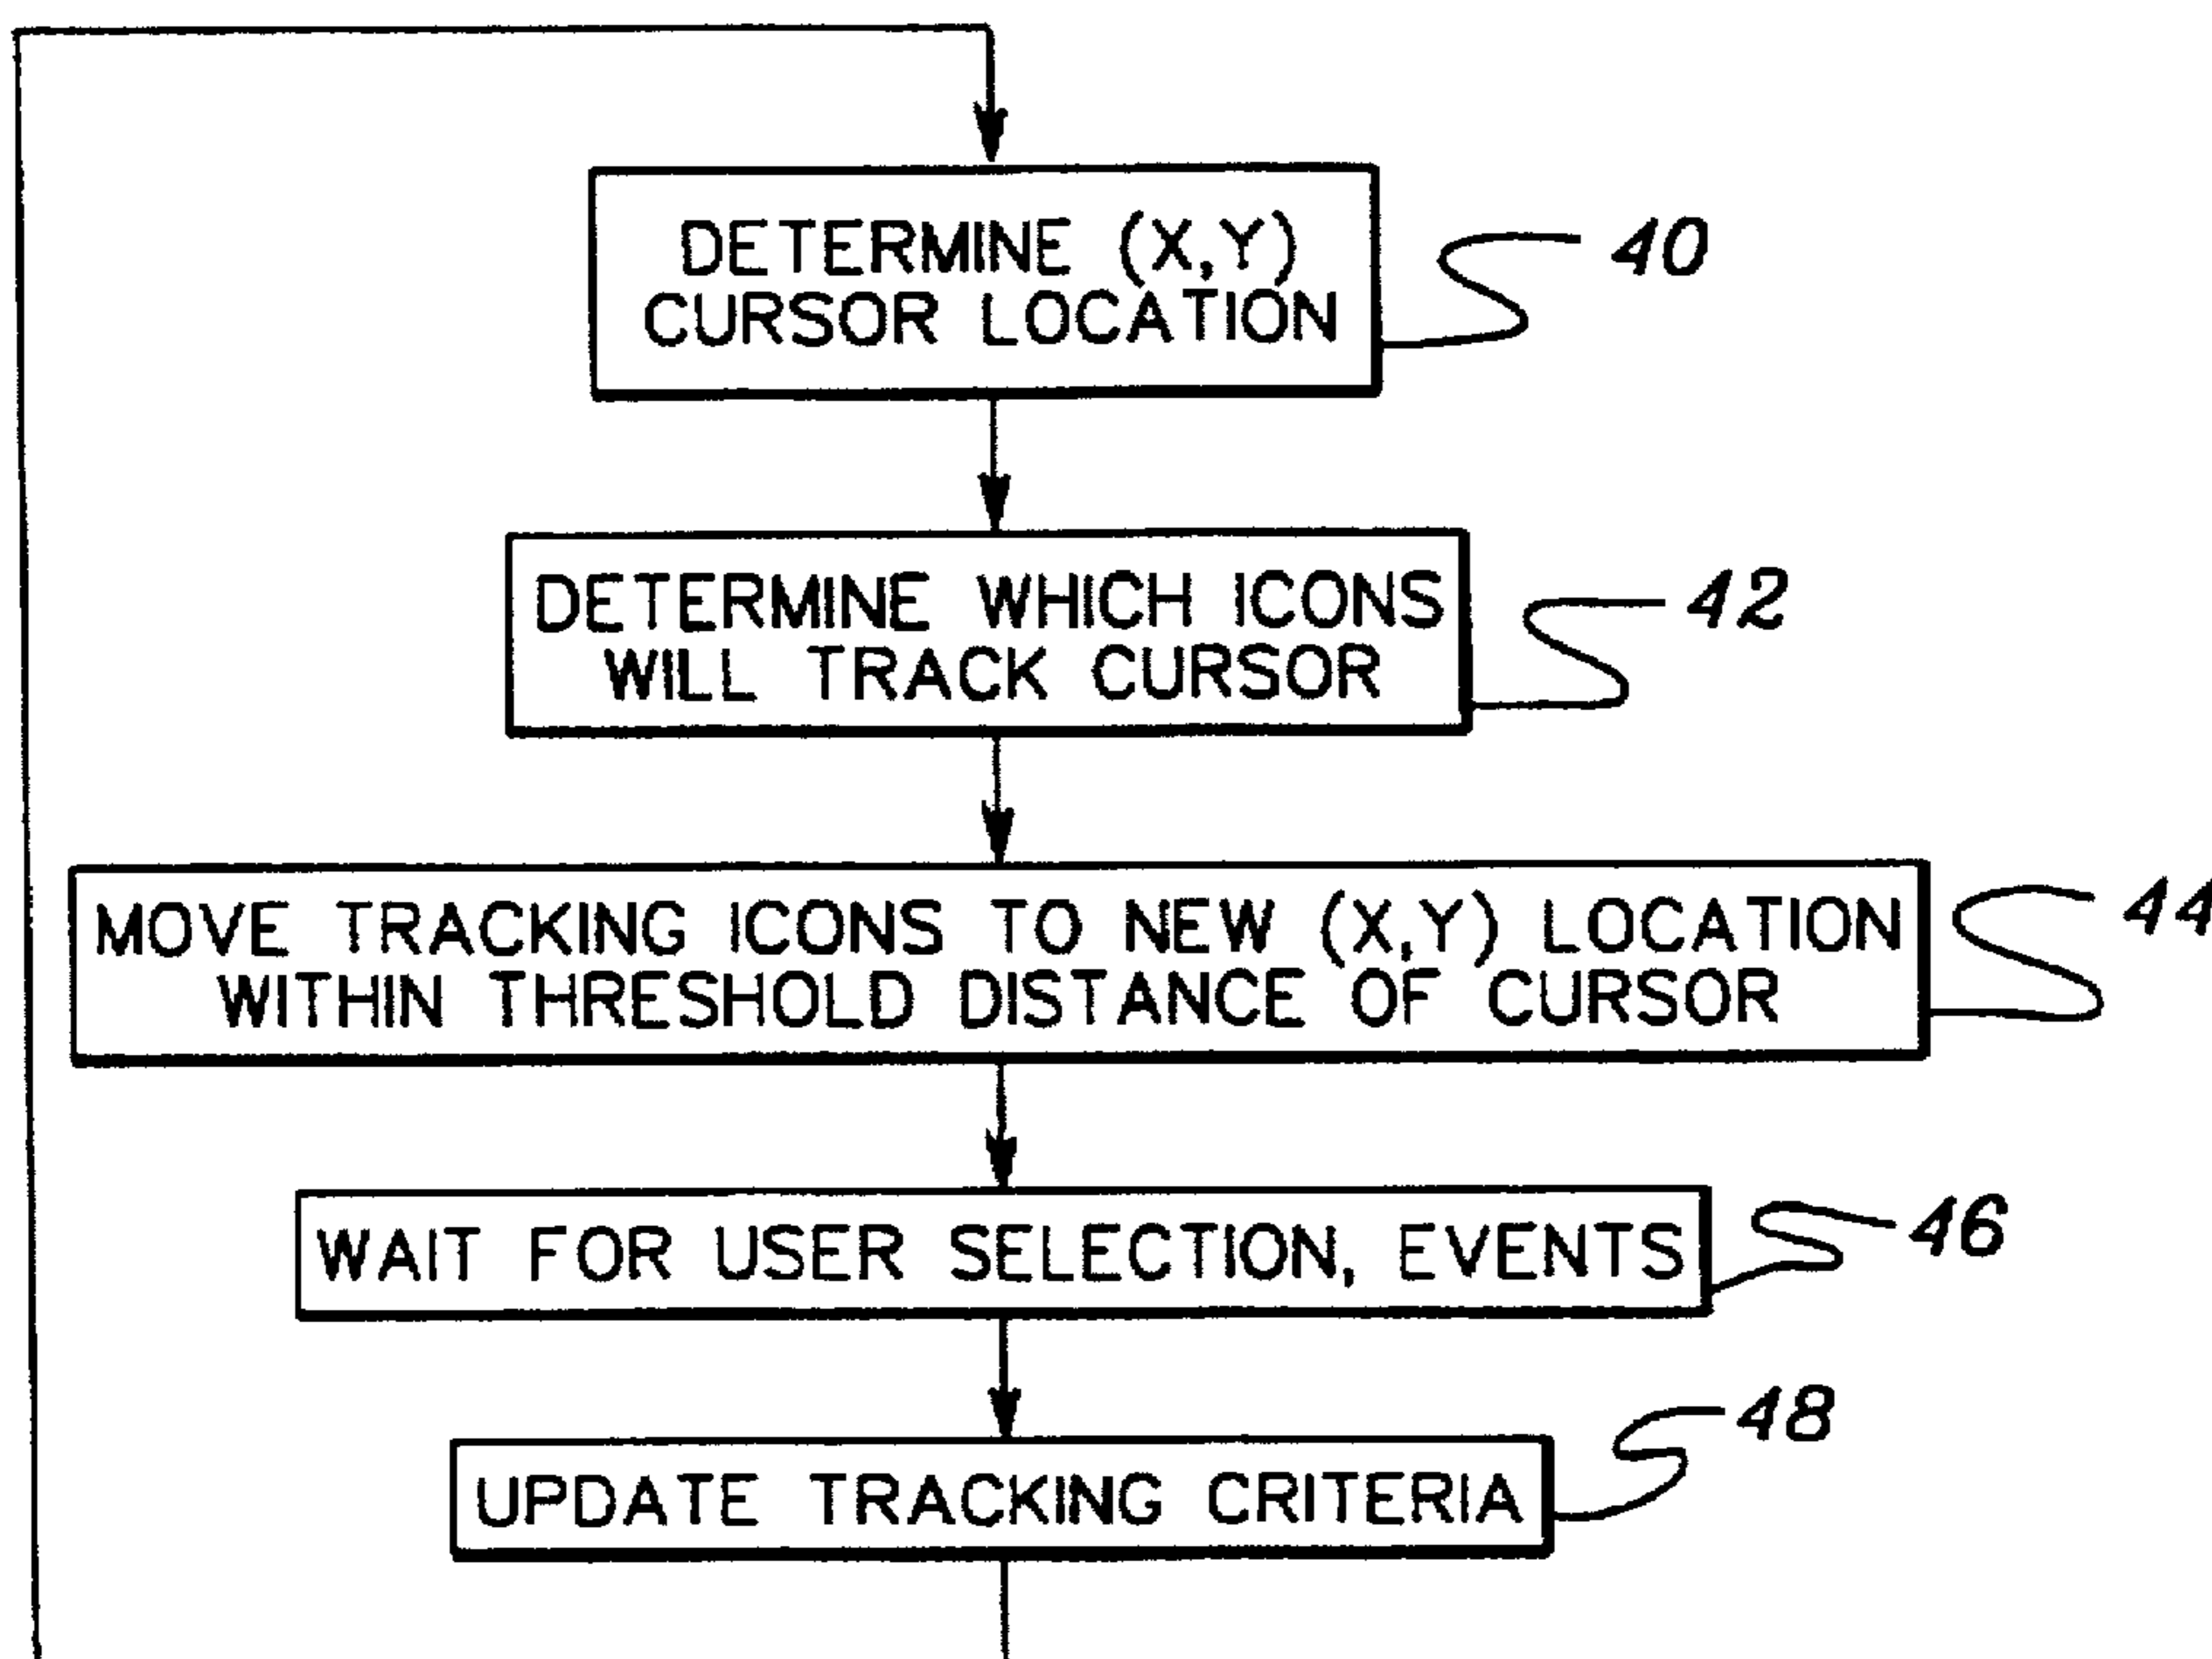 DETERMINE (X,Y)
CURSOR LOCATION
40
DETERMINE WHICH ICONS
WILL TRACK CURSOR
42
MOVE TRACKING ICONS TO NEW (X,Y) LOCATION
WITHIN THRESHOLD DISTANCE OF CURSOR
44
WAIT FOR USER SELECTION, EVENTS
46
UPDATE TRACKING CRITERIA
48